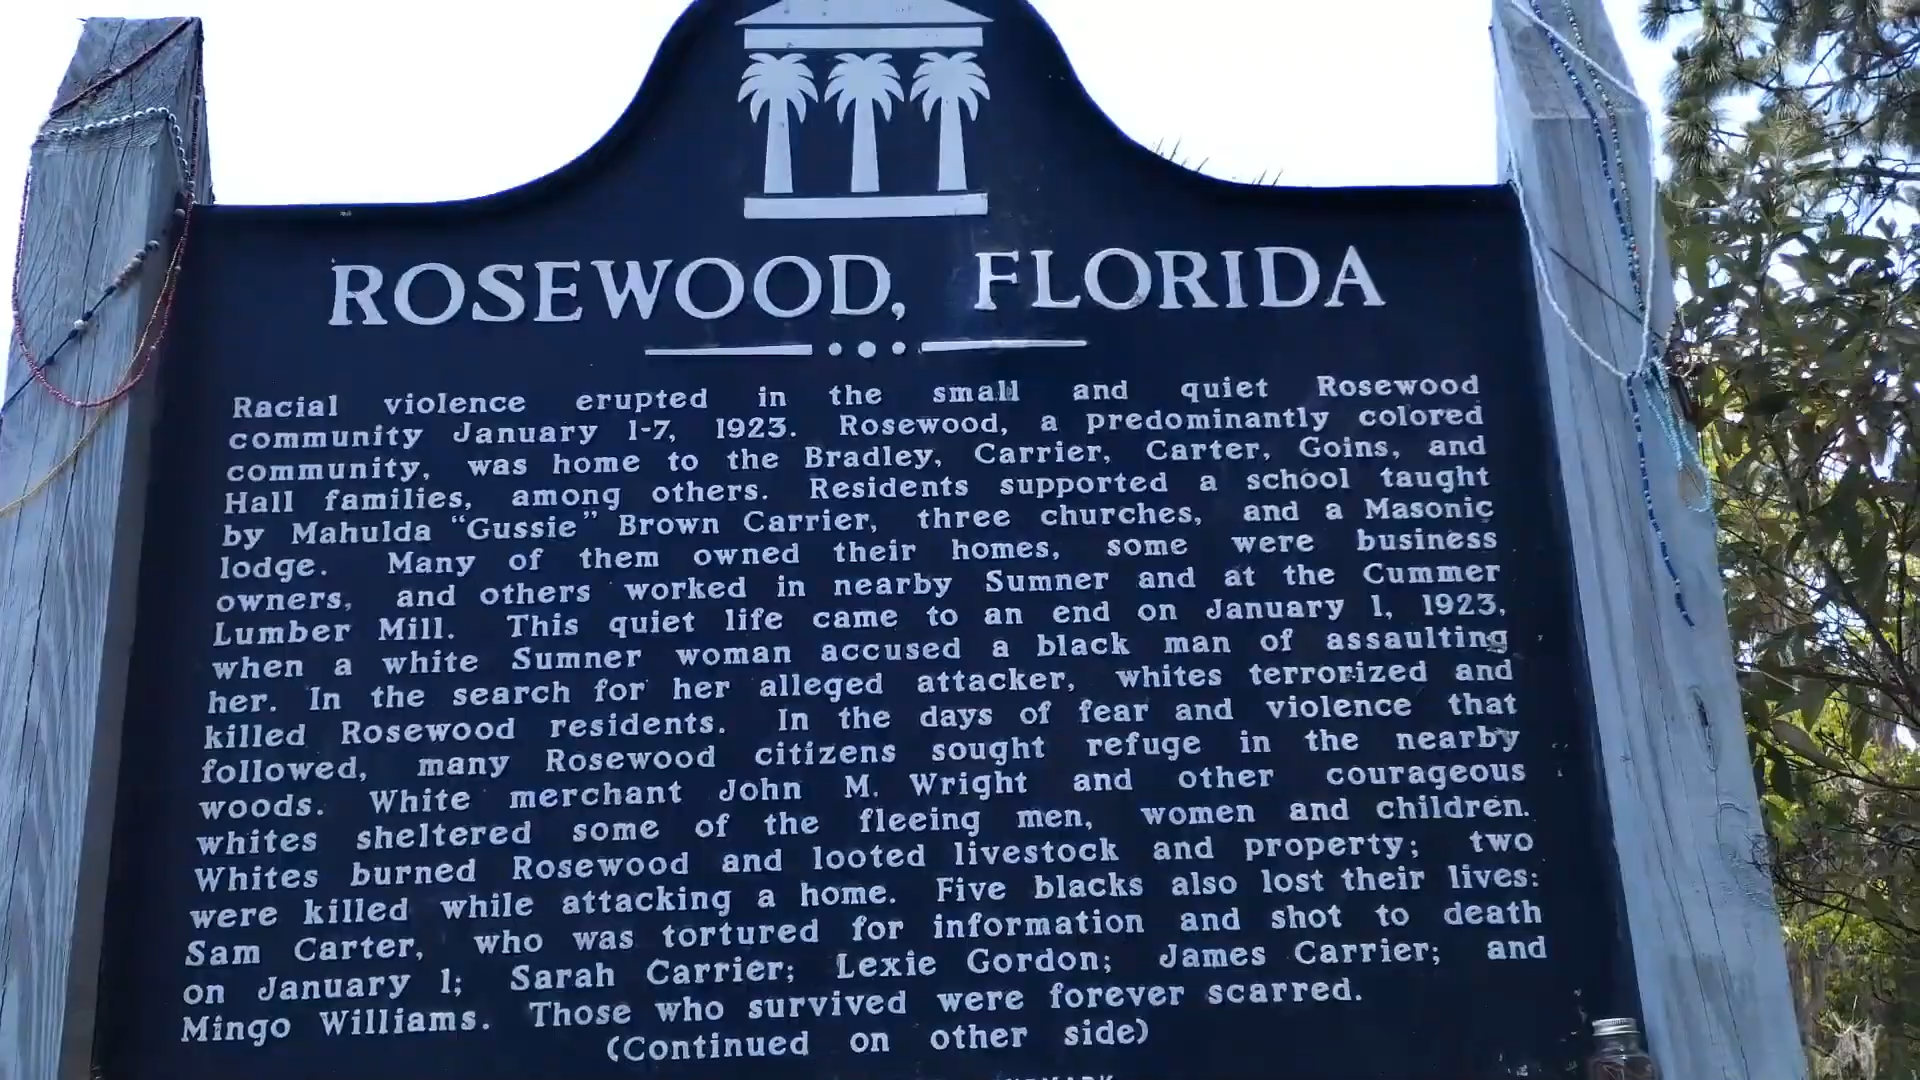 ROSEWOOD, FLORIDA
Racial violence erupted in the small and quiet Rosewood
community January 1-7, 1923. Rosewood, a predominantly colored
community, was home to the Bradley, Carrier, Carter, Goins, and
Hall families, among others. Residents supported a school taught
by Mahulda "Gussie" Brown Carrier, three churches, and a Masonic
lodge. Many of them owned their homes, some were business
owners, and others worked in nearby Sumner and at the Cummer
Lumber Mill. This quiet life came to an end on January 1, 1923,
when a white Sumner woman accused a black man of assaulting
her. In the search for her alleged attacker, whites terrorized and
killed Rosewood residents. In the days of fear and violence that
followed, many Rosewood citizens sought refuge in the nearby
woods. White merchant John M. Wright and other courageous
whites sheltered some of the fleeing men, women and children.
Whites burned Rosewood and looted livestock and property; two
were killed while attacking a home. Five blacks also lost their lives:
Sam Carter, who was tortured for information and shot to death
on January 1; Sarah Carrier; Lexie Gordon; James Carrier; and
Mingo Williams. Those who survived were forever scarred.
(Continued on other side)